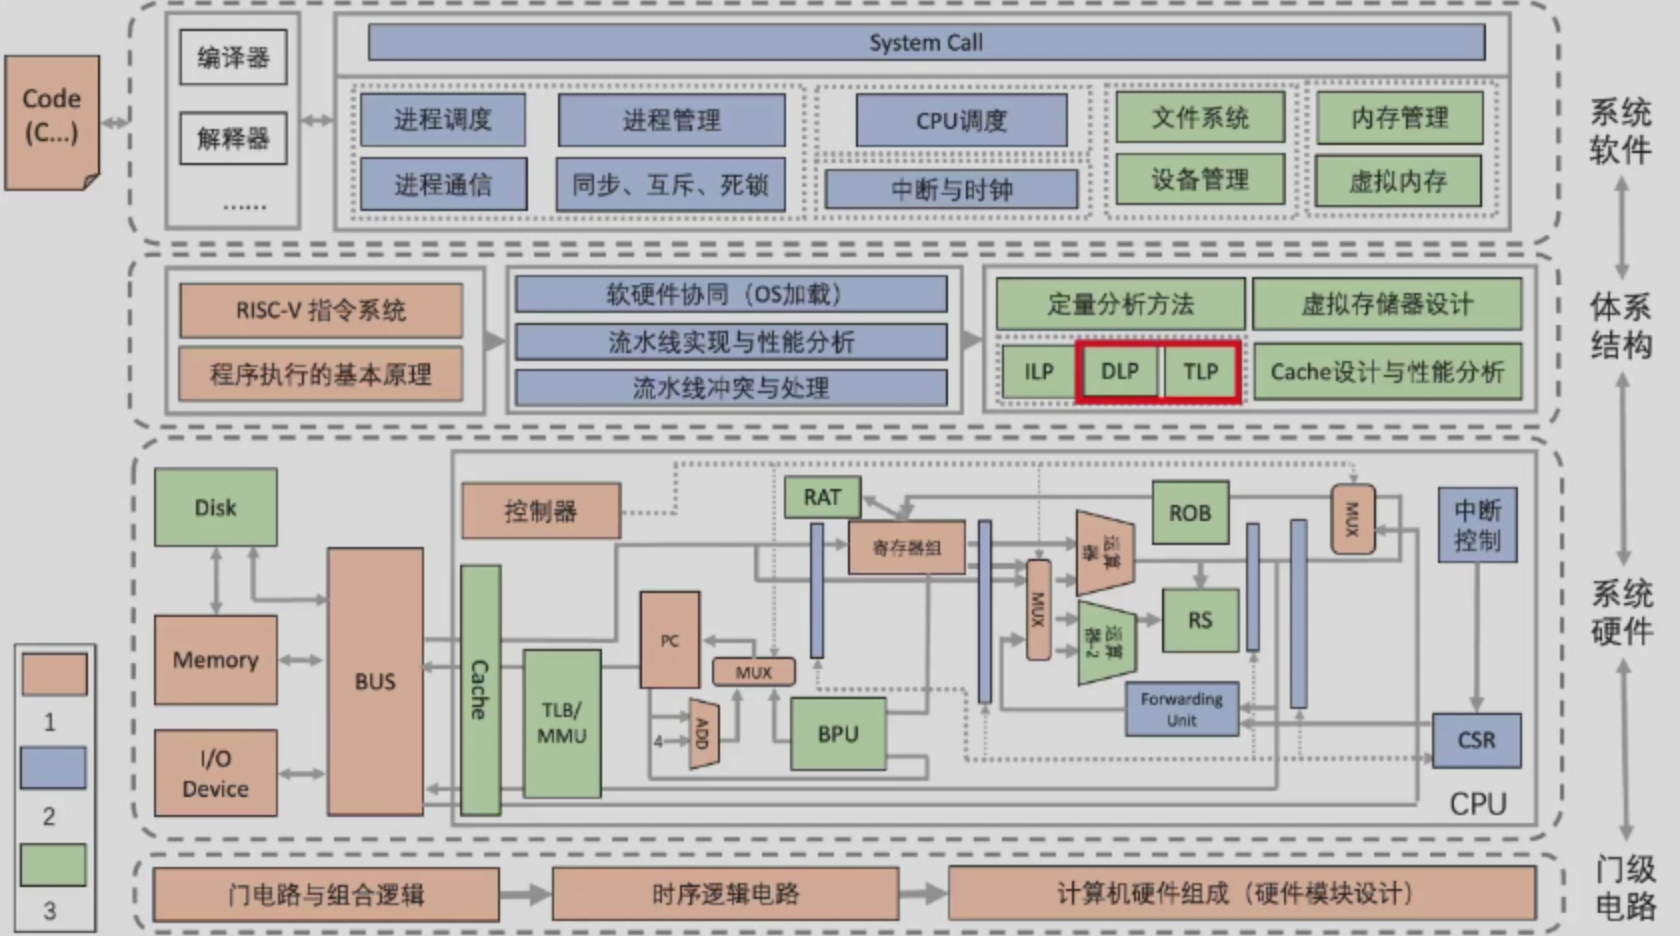 System Call
编译器
Code
(C...)
解释器
......
进程调度
进程管理
CPU调度
文件系统
内存管理
进程通信
同步、互斥、死锁
中断与时钟
设备管理
虚拟内存
系统
软件
RISC-V 指令系统
程序执行的基本原理
软硬件协同（OS加载）
流水线实现与性能分析
流水线冲突与处理
定量分析方法
虚拟存储器设计
ILP
DLP
TLP
Cache设计与性能分析
体系
结构
Disk
Memory
I/O
Device
BUS
控制器
Cache
TLB/
MMU
PC
4
ADD
MUX
BPU
RAT
寄存器组
MUX
运算
器
运算
器-2
ROB
RS
Forwarding
Unit
MUX
中断
控制
CSR
CPU
系统
硬件
1
2
3
门电路与组合逻辑
时序逻辑电路
计算机硬件组成（硬件模块设计）
门级
电路